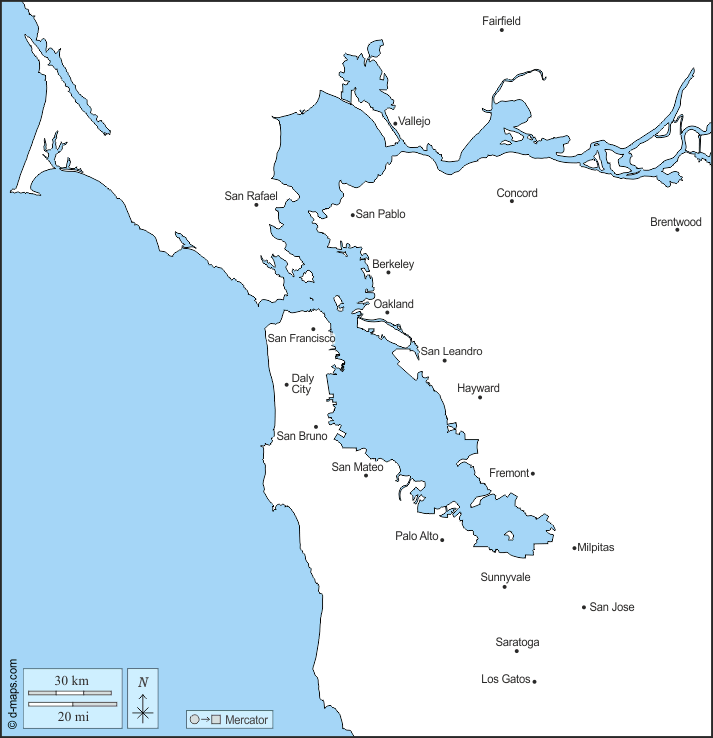 Fairfield
Vallejo
Concord
San Rafael
San Pablo
Brentwood
Berkeley
Oakland
San Francisco
San Leandro
Daly
City
Hayward
San Bruno
San Mateo
Fremont
Palo Alto
Milpitas
Sunnyvale
San Jose
Saratoga
Los Gatos
© d-maps.com
30 km
20 mi
N
Mercator